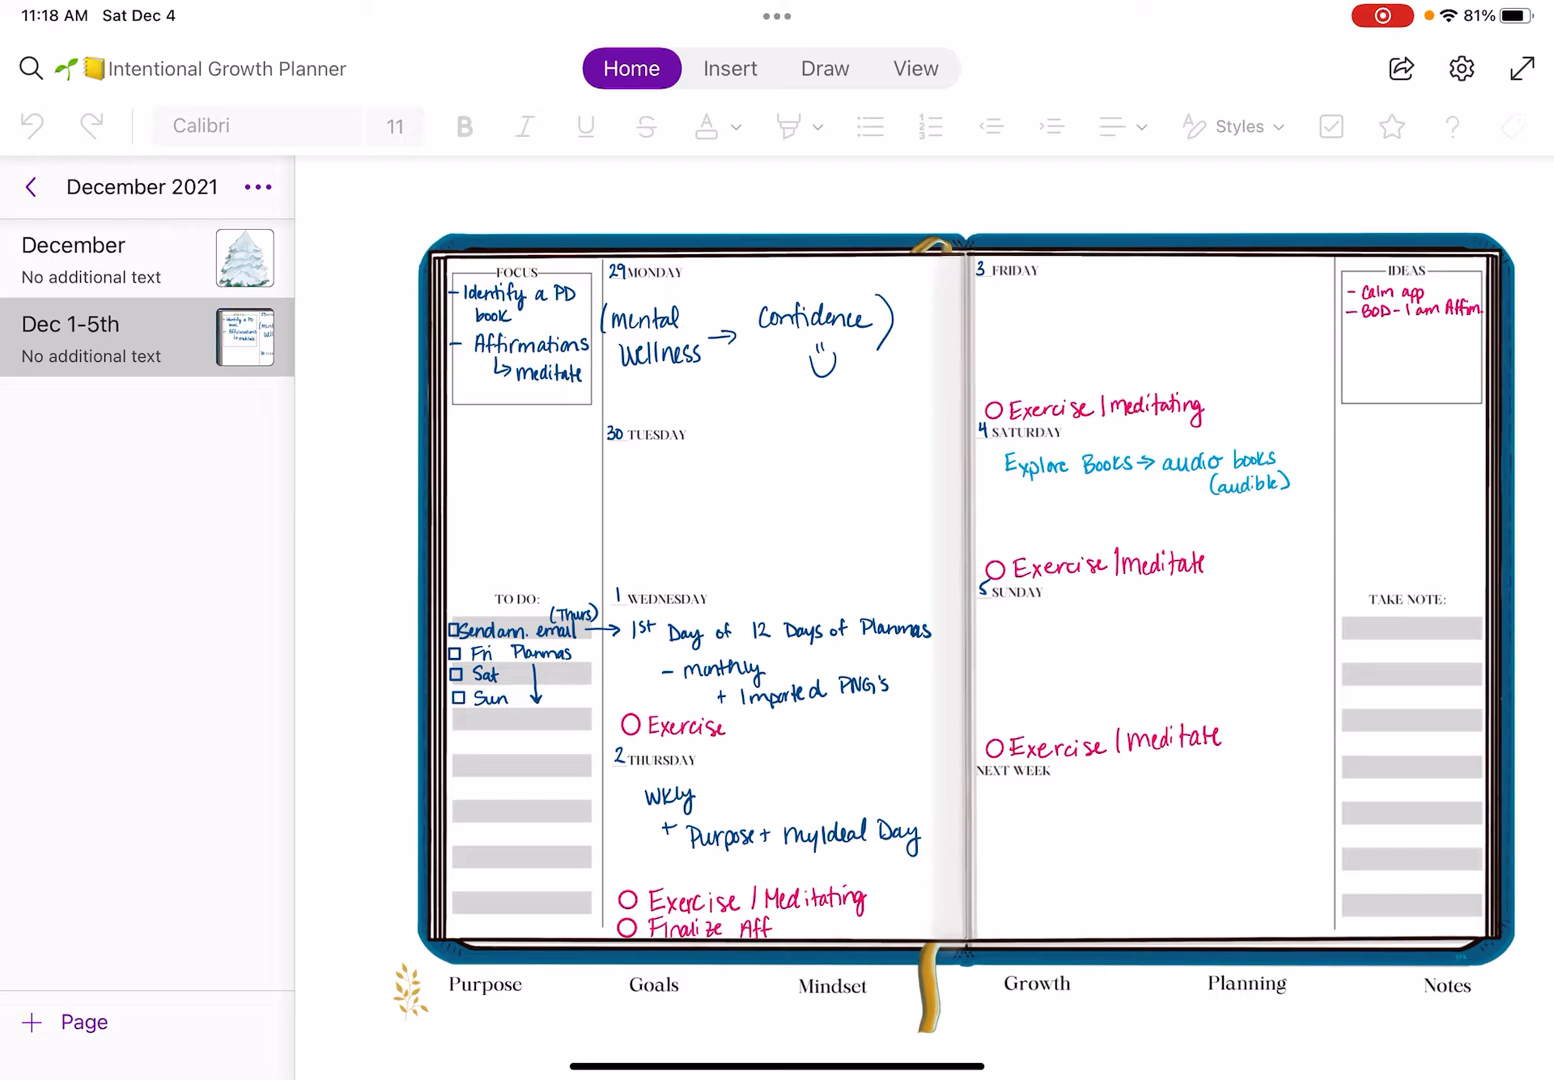 11:18 AM Sat Dec 4
81%
Intentional Growth Planner
Home Insert Draw View
Calibri 11 B I U S A Styles ?
December 2021
December
No additional text
Dec 1-5th
No additional text
Page
FOCUS
- Identify a PD
book
- Affirmations
↳ meditate
TO DO:
(Thurs)
Send ann. email →
Fri Planmas
Sat
Sun
29 MONDAY
(mental
wellness → confidence)
30 TUESDAY
1 WEDNESDAY
1st Day of 12 Days of Planmas
- monthly
+ Imported PNG's
Exercise
2 THURSDAY
Wkly
+ Purpose + My Ideal Day
Exercise / Meditating
Finalize Aff
3 FRIDAY
Exercise / meditating
4 SATURDAY
Explore Books → audio books
(audible)
Exercise / meditate
5 SUNDAY
Exercise / meditate
NEXT WEEK
IDEAS
- Calm app
- BOD - I am Affirm.
TAKE NOTE:
Purpose Goals Mindset Growth Planning Notes